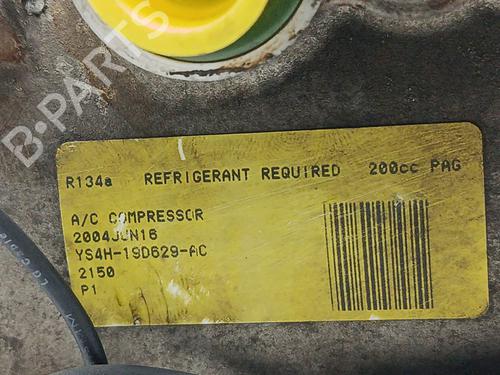 B-PARTS
R134a REFRIGERANT REQUIRED 200cc PAG
A/C COMPRESSOR
2004JUN16
YS4H-19D629-AC
2150
P1